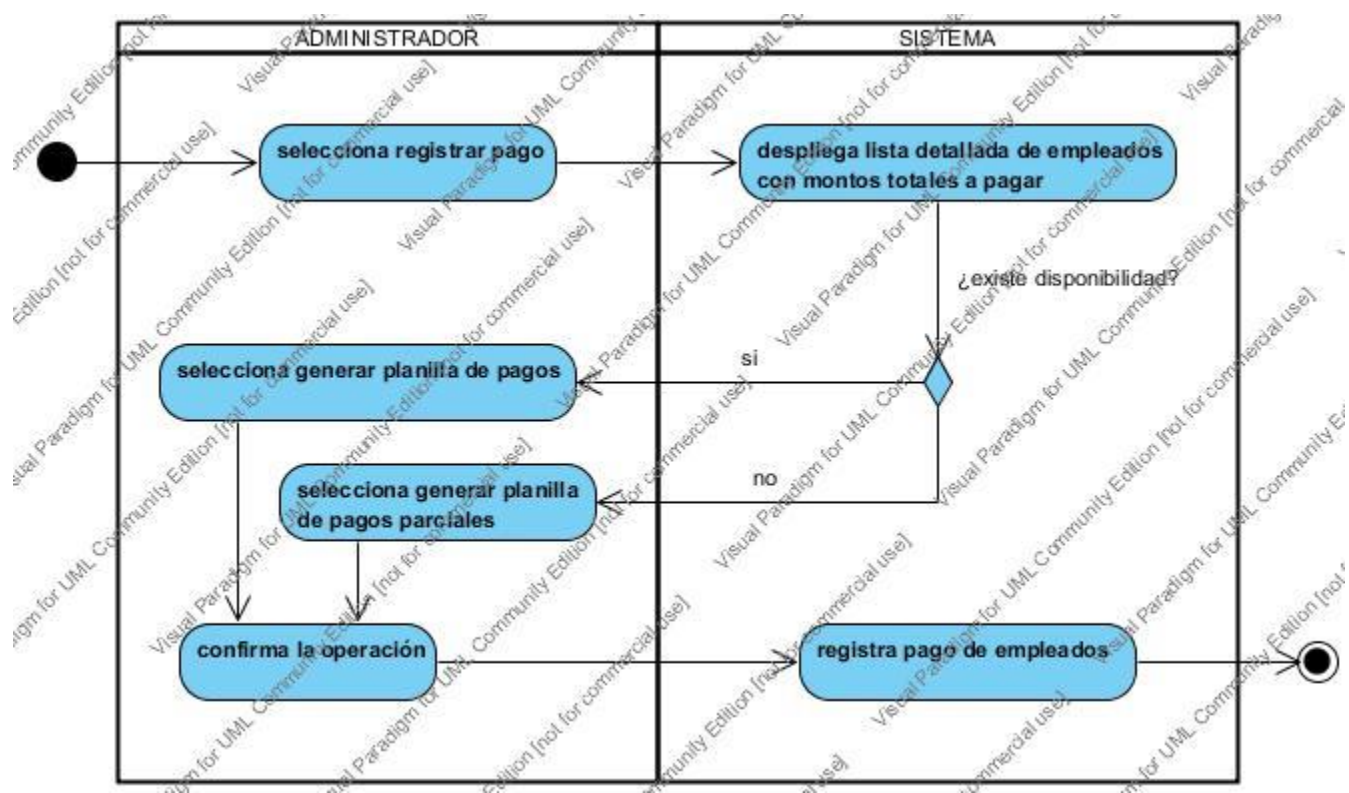 ADMINISTRADOR
SISTEMA
selecciona registrar pago
despliega lista detallada de empleados
con montos totales a pagar
¿existe disponibilidad?
si
selecciona generar planilla de pagos
no
selecciona generar planilla
de pagos parciales
confirma la operación
registra pago de empleados
Visual Paradigm for UML Community Edition [not for commercial use]